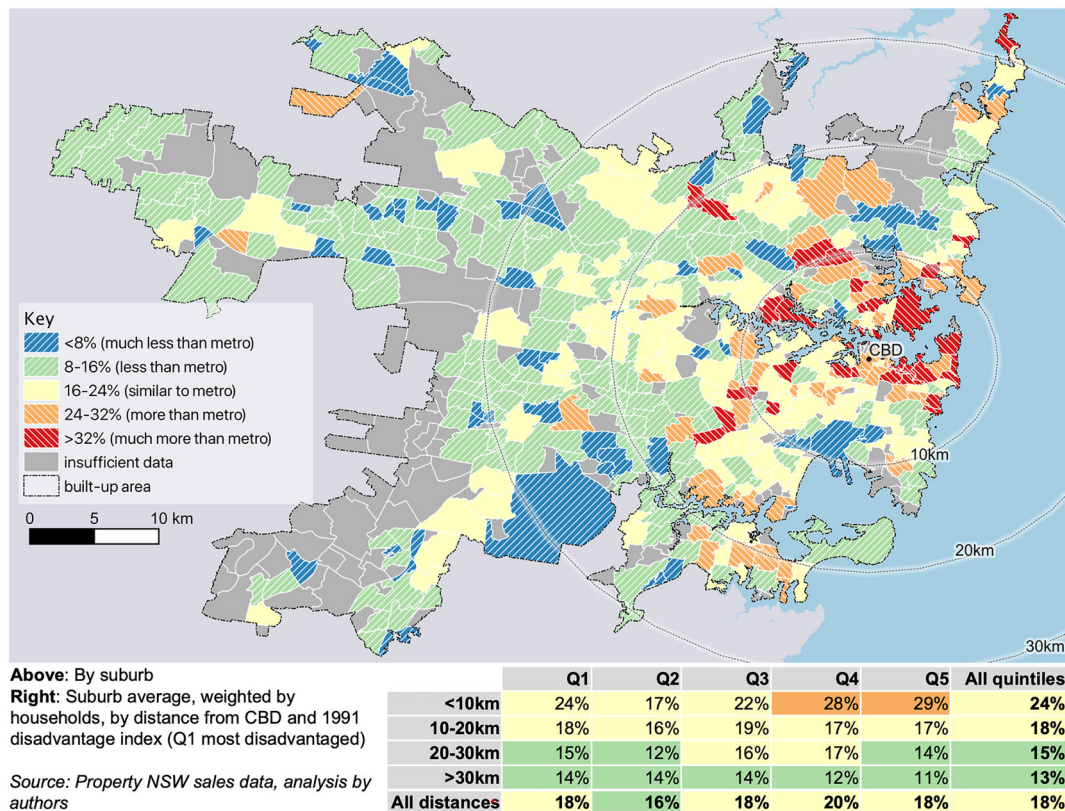 CBD
10km
20km
30km
Key
<8% (much less than metro)
8–16% (less than metro)
16–24% (similar to metro)
24–32% (more than metro)
>32% (much more than metro)
insufficient data
built-up area
0 5 10 km
Above: By suburb
Right: Suburb average, weighted by
households, by distance from CBD and 1991
disadvantage index (Q1 most disadvantaged)
Source: Property NSW sales data, analysis by
authors
Q1 Q2 Q3 Q4 Q5 All quintiles
<10km 24% 17% 22% 28% 29% 24%
10-20km 18% 16% 19% 17% 17% 18%
20-30km 15% 12% 16% 17% 14% 15%
>30km 14% 14% 14% 12% 11% 13%
All distances 18% 16% 18% 20% 18% 18%